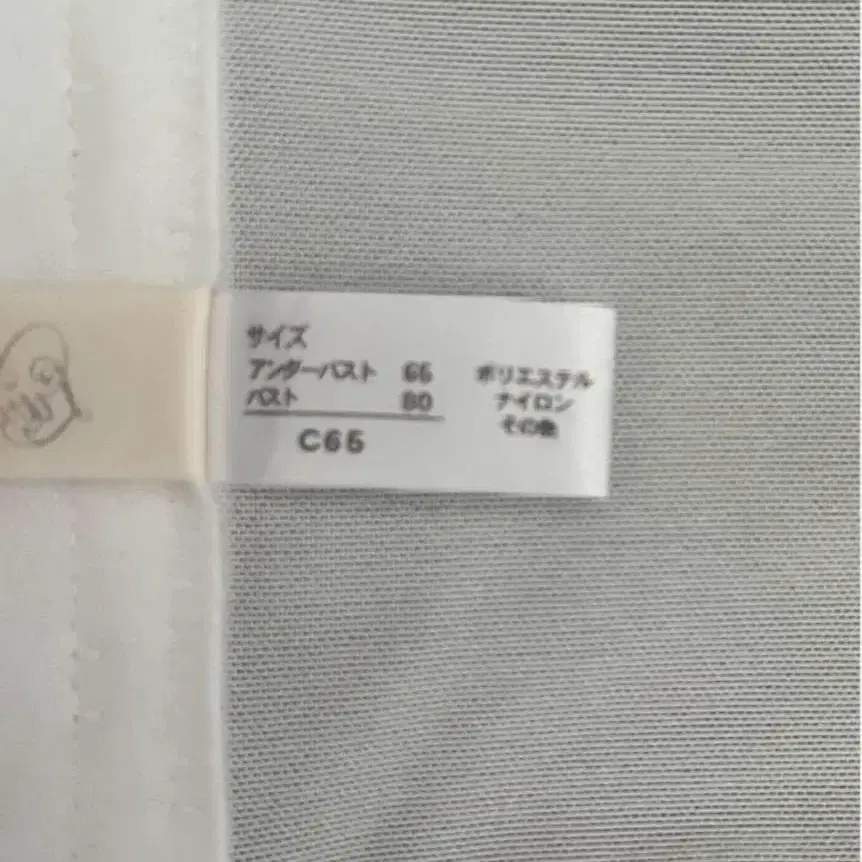 サイズ
アンダーバスト 65
バスト 80
C65
ポリエステル
ナイロン
その他